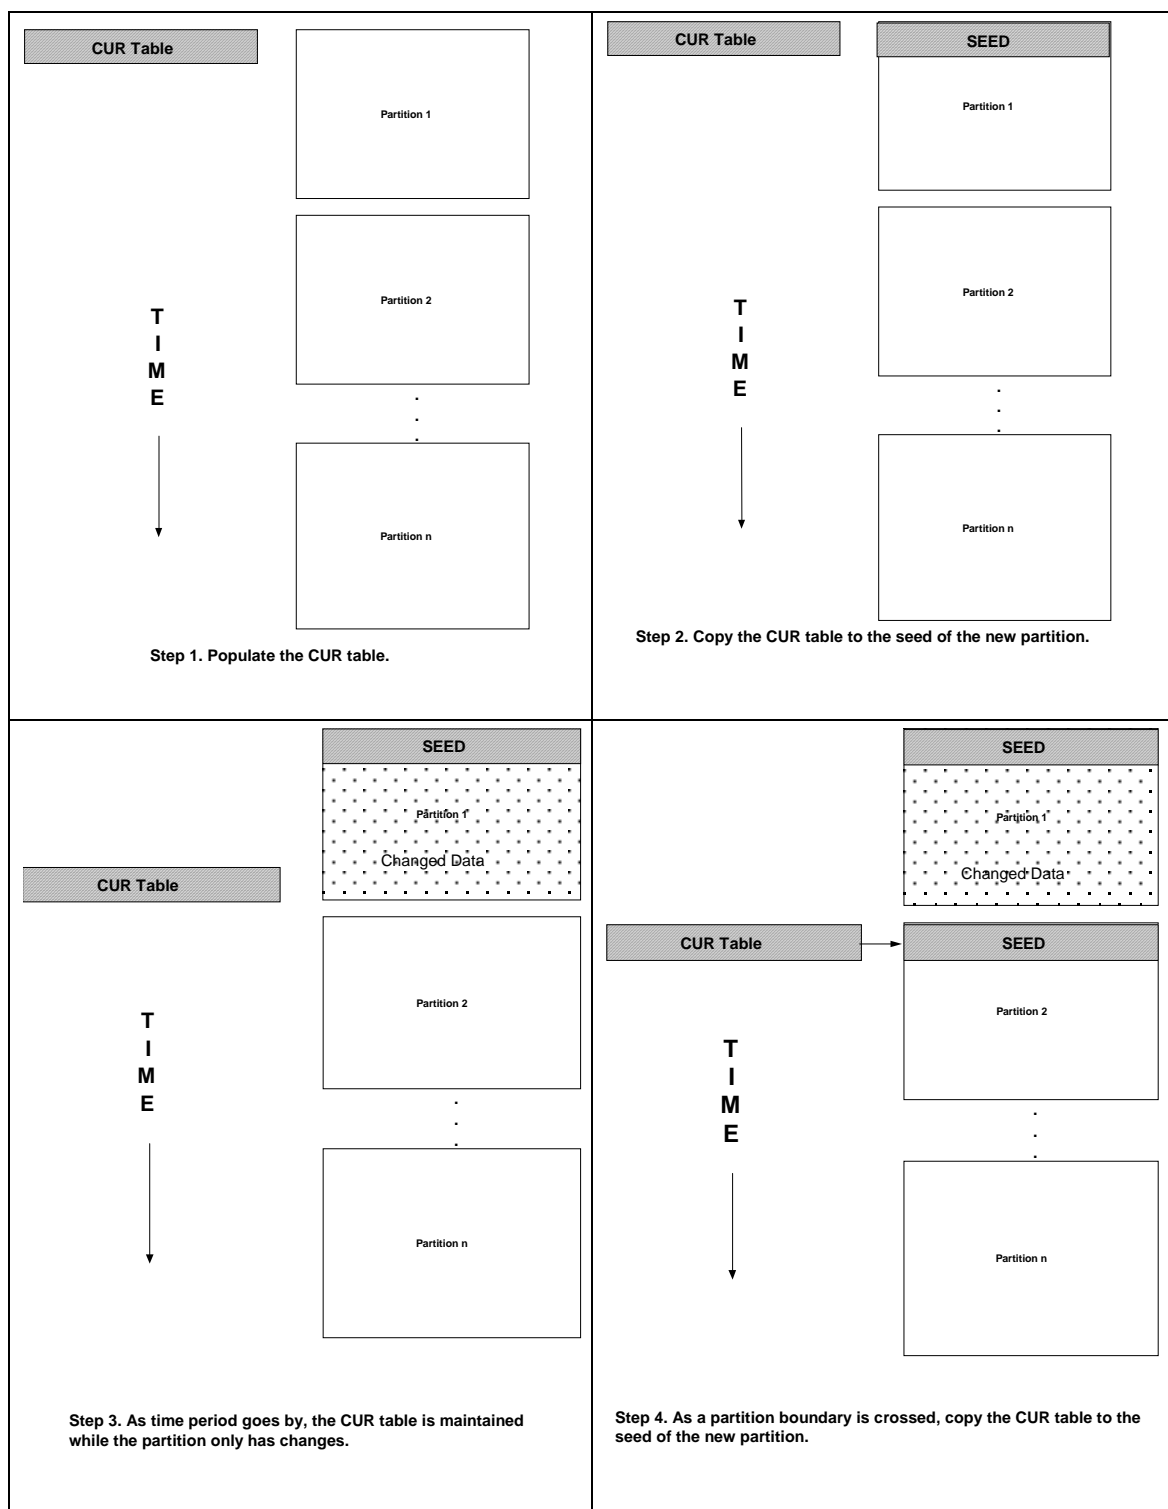 CUR Table
Partition 1
Partition 2
T
I
M
E
.
.
.
Partition n
Step 1. Populate the CUR table.
CUR Table
SEED
Partition 1
Partition 2
T
I
M
E
.
.
.
Partition n
Step 2. Copy the CUR table to the seed of the new partition.
SEED
Partition 1
Changed Data
CUR Table
Partition 2
T
I
M
E
.
.
.
Partition n
Step 3. As time period goes by, the CUR table is maintained
while the partition only has changes.
SEED
Partition 1
Changed Data
CUR Table
SEED
Partition 2
T
I
M
E
.
.
.
Partition n
Step 4. As a partition boundary is crossed, copy the CUR table to the
seed of the new partition.